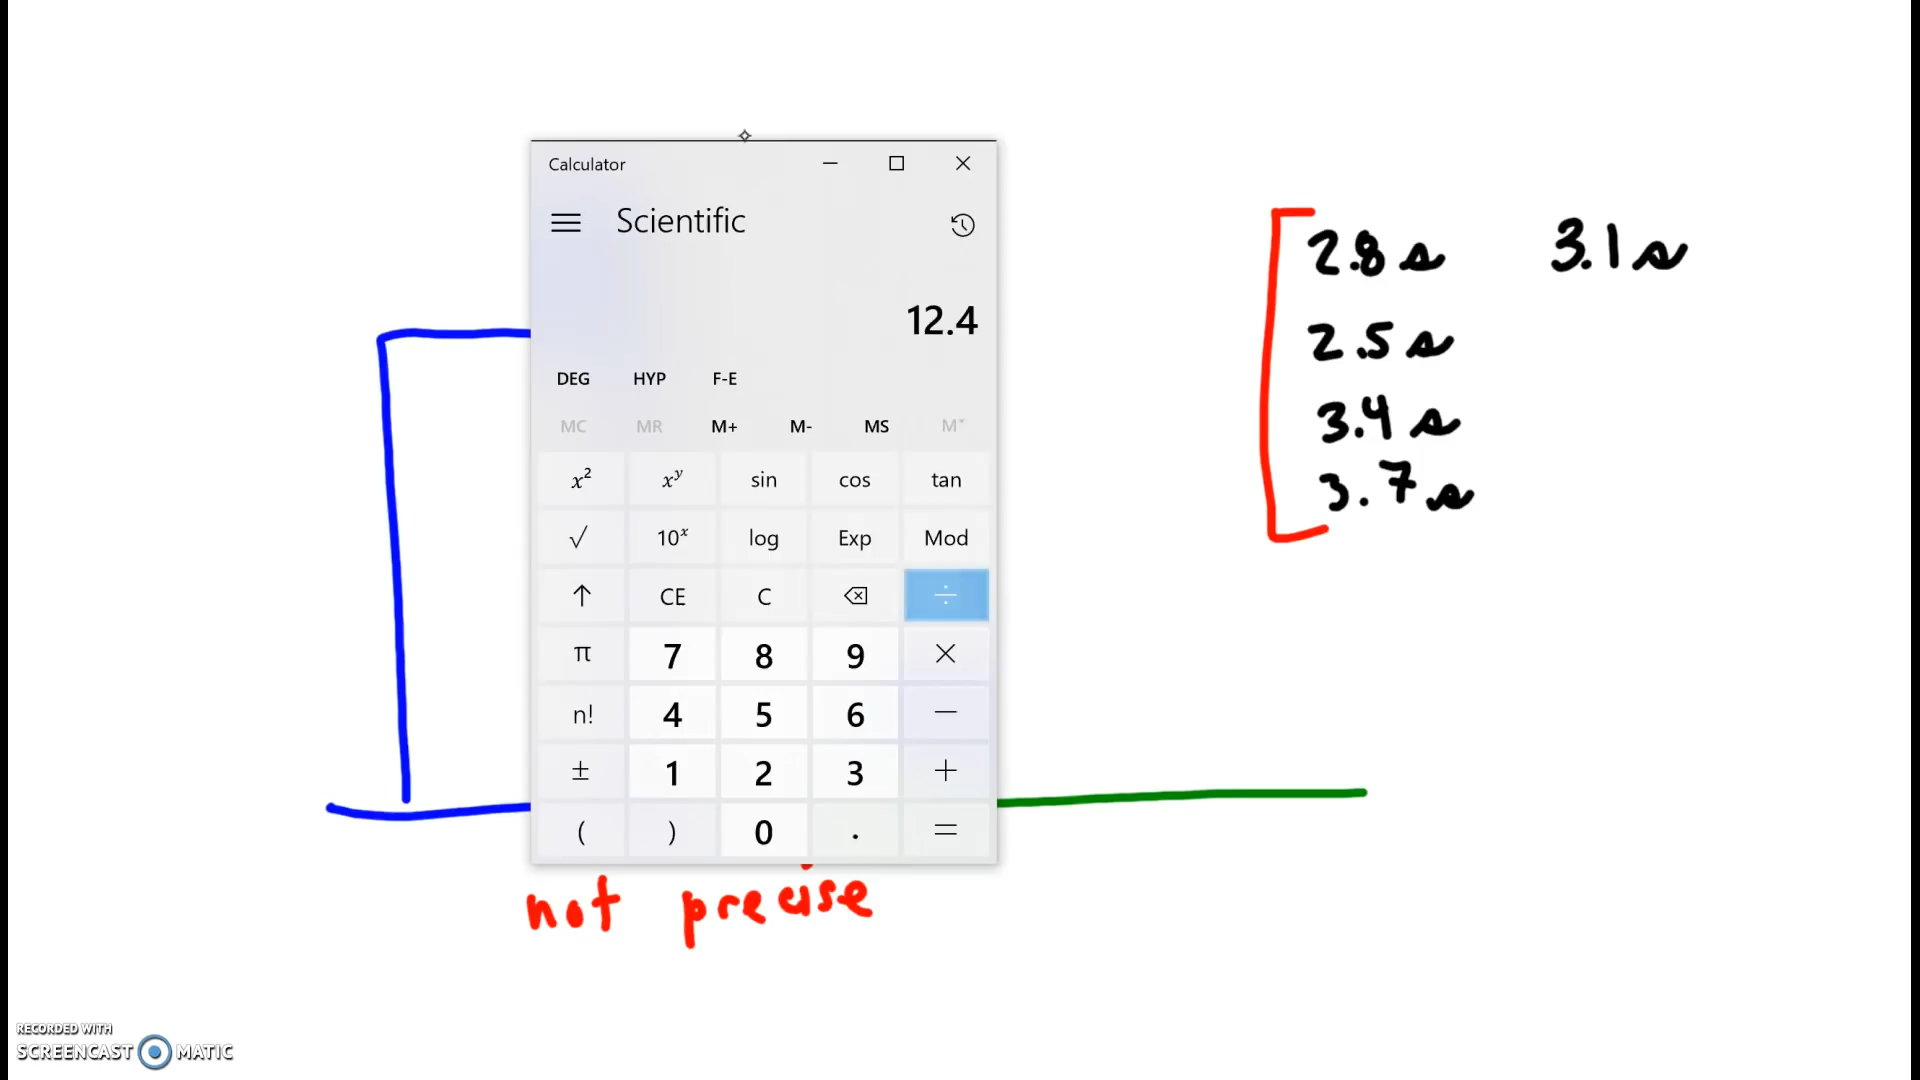 Calculator
Scientific
12.4
DEG HYP F-E
MC MR M+ M- MS M˅
x² xʸ sin cos tan
√ 10ˣ log Exp Mod
↑ CE C ⌫ ÷
π 7 8 9 ×
n! 4 5 6 −
± 1 2 3 +
( ) 0 . =
2.8 s 3.1 s
2.5 s
3.4 s
3.7 s
not precise
RECORDED WITH
SCREENCAST MATIC